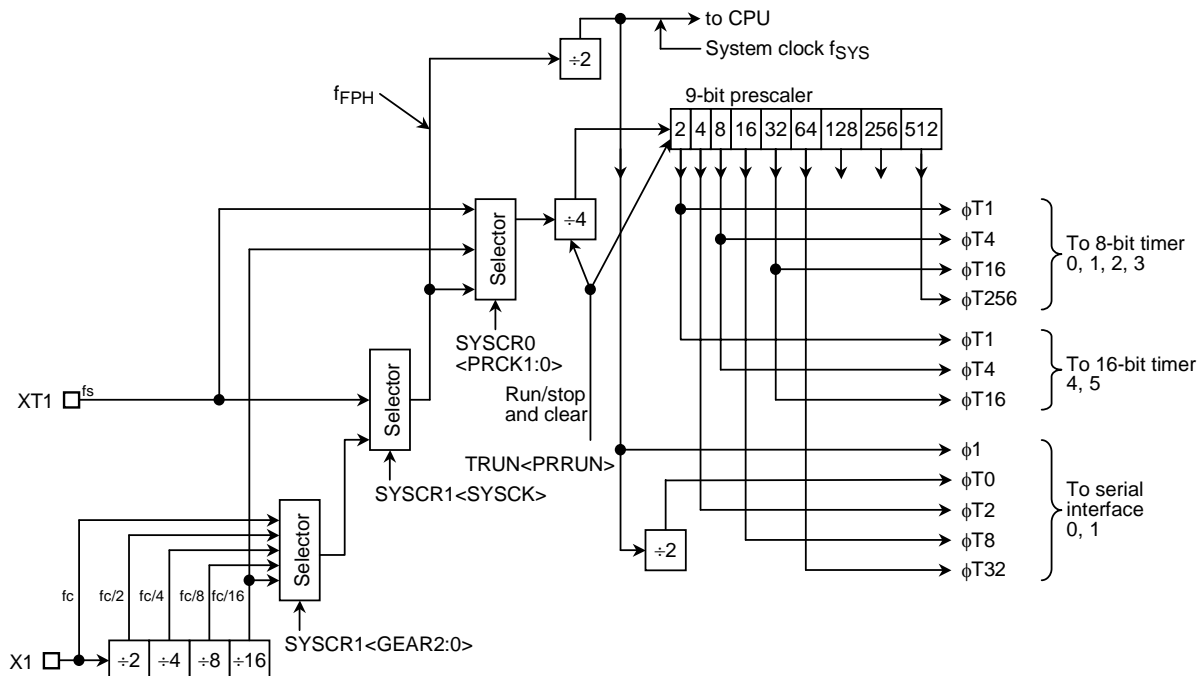 to CPU
÷2
System clock fSYS
fFPH
9-bit prescaler
2 4 8 16 32 64 128 256 512
÷4
Selector
ϕT1
ϕT4
ϕT16
ϕT256
To 8-bit timer
0, 1, 2, 3
SYSCR0
<PRCK1:0>
ϕT1
ϕT4
ϕT16
To 16-bit timer
4, 5
XT1
fs
Selector
Run/stop
and clear
TRUN<PRRUN>
SYSCR1<SYSCK>
ϕ1
ϕT0
ϕT2
ϕT8
ϕT32
To serial
interface
0, 1
÷2
Selector
fc
fc/2
fc/4
fc/8
fc/16
SYSCR1<GEAR2:0>
X1
÷2 ÷4 ÷8 ÷16